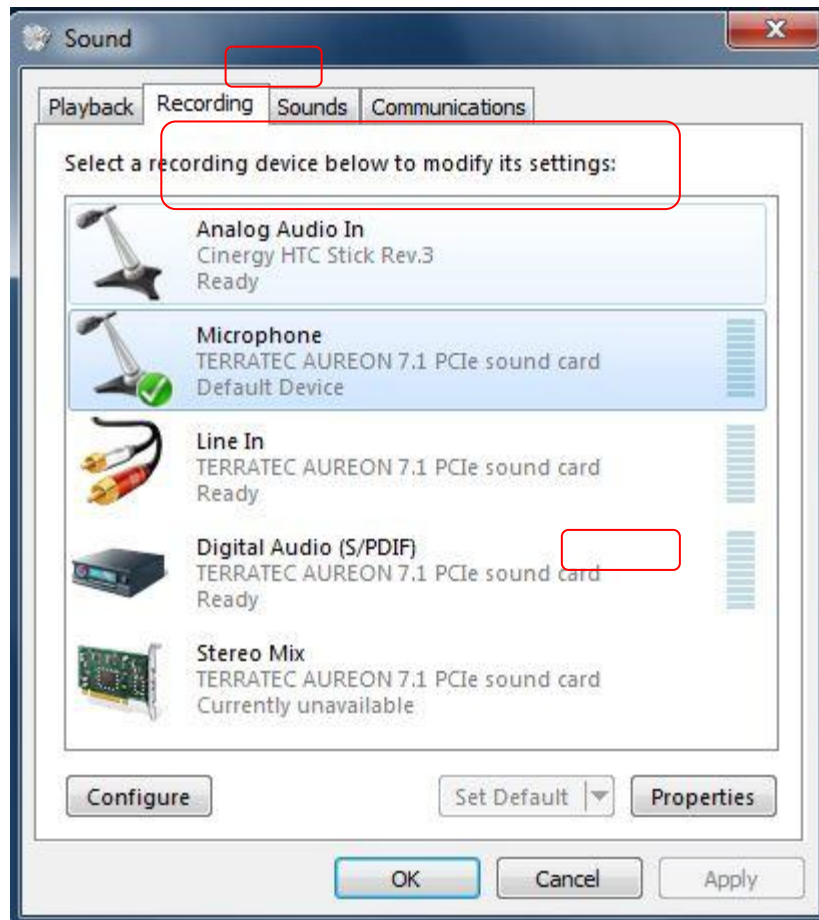 Sound
Playback Recording Sounds Communications
Select a recording device below to modify its settings:
Analog Audio In
Cinergy HTC Stick Rev.3
Ready
Microphone
TERRATEC AUREON 7.1 PCIe sound card
Default Device
Line In
TERRATEC AUREON 7.1 PCIe sound card
Ready
Digital Audio (S/PDIF)
TERRATEC AUREON 7.1 PCIe sound card
Ready
Stereo Mix
TERRATEC AUREON 7.1 PCIe sound card
Currently unavailable
Configure Set Default Properties
OK Cancel Apply